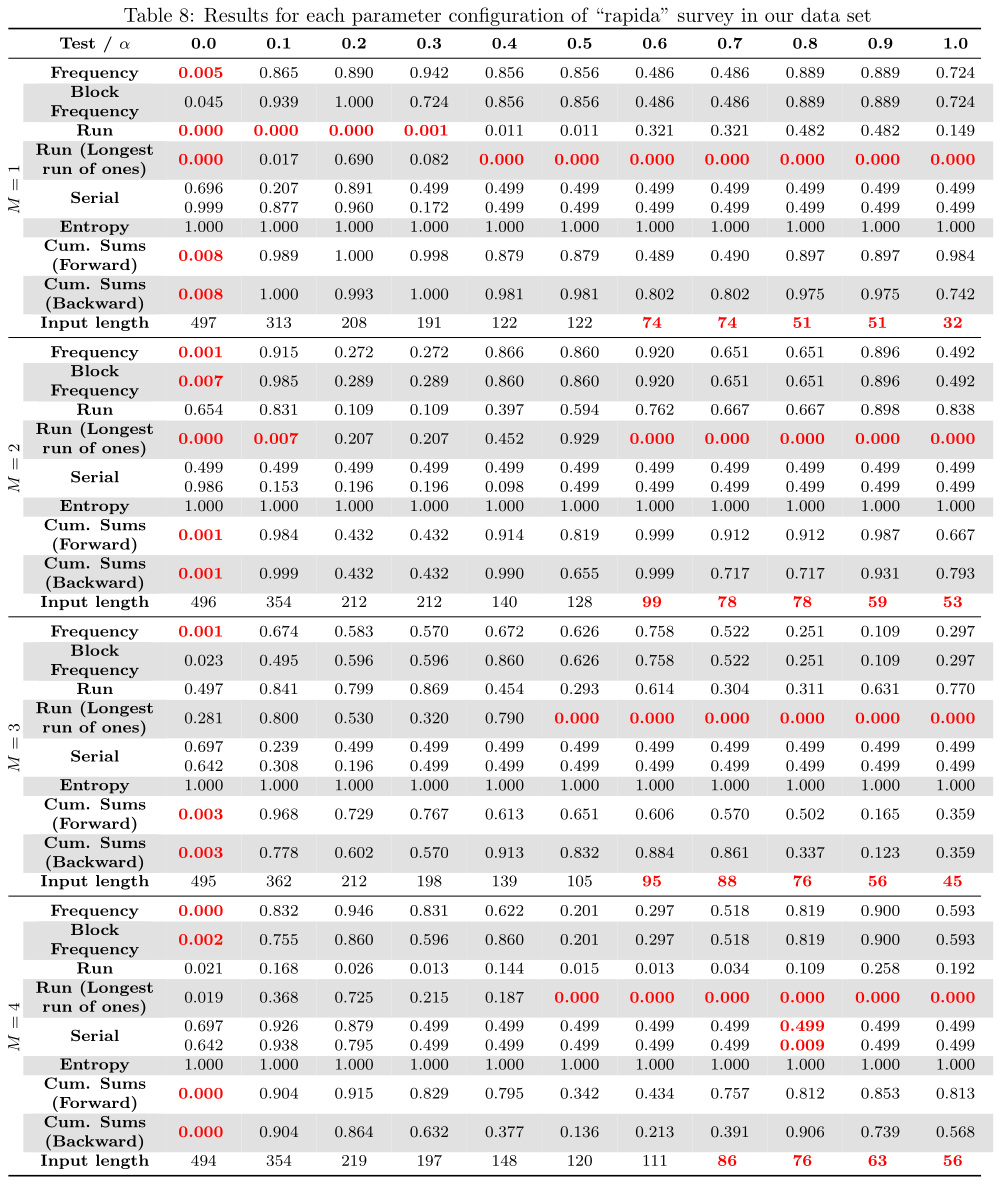 Table 8: Results for each parameter configuration of “rapida” survey in our data set
Test / α 0.0 0.1 0.2 0.3 0.4 0.5 0.6 0.7 0.8 0.9 1.0
M = 1
Frequency 0.005 0.865 0.890 0.942 0.856 0.856 0.486 0.486 0.889 0.889 0.724
Block
Frequency 0.045 0.939 1.000 0.724 0.856 0.856 0.486 0.486 0.889 0.889 0.724
Run 0.000 0.000 0.000 0.001 0.011 0.011 0.321 0.321 0.482 0.482 0.149
Run (Longest
run of ones) 0.000 0.017 0.690 0.082 0.000 0.000 0.000 0.000 0.000 0.000 0.000
Serial 0.696 0.207 0.891 0.499 0.499 0.499 0.499 0.499 0.499 0.499 0.499
0.999 0.877 0.960 0.172 0.499 0.499 0.499 0.499 0.499 0.499 0.499
Entropy 1.000 1.000 1.000 1.000 1.000 1.000 1.000 1.000 1.000 1.000 1.000
Cum. Sums
(Forward) 0.008 0.989 1.000 0.998 0.879 0.879 0.489 0.490 0.897 0.897 0.984
Cum. Sums
(Backward) 0.008 1.000 0.993 1.000 0.981 0.981 0.802 0.802 0.975 0.975 0.742
Input length 497 313 208 191 122 122 74 74 51 51 32
M = 2
Frequency 0.001 0.915 0.272 0.272 0.866 0.860 0.920 0.651 0.651 0.896 0.492
Block
Frequency 0.007 0.985 0.289 0.289 0.860 0.860 0.920 0.651 0.651 0.896 0.492
Run 0.654 0.831 0.109 0.109 0.397 0.594 0.762 0.667 0.667 0.898 0.838
Run (Longest
run of ones) 0.000 0.007 0.207 0.207 0.452 0.929 0.000 0.000 0.000 0.000 0.000
Serial 0.499 0.499 0.499 0.499 0.499 0.499 0.499 0.499 0.499 0.499 0.499
0.986 0.153 0.196 0.196 0.098 0.499 0.499 0.499 0.499 0.499 0.499
Entropy 1.000 1.000 1.000 1.000 1.000 1.000 1.000 1.000 1.000 1.000 1.000
Cum. Sums
(Forward) 0.001 0.984 0.432 0.432 0.914 0.819 0.999 0.912 0.912 0.987 0.667
Cum. Sums
(Backward) 0.001 0.999 0.432 0.432 0.990 0.655 0.999 0.717 0.717 0.931 0.793
Input length 496 354 212 212 140 128 99 78 78 59 53
M = 3
Frequency 0.001 0.674 0.583 0.570 0.672 0.626 0.758 0.522 0.251 0.109 0.297
Block
Frequency 0.023 0.495 0.596 0.596 0.860 0.626 0.758 0.522 0.251 0.109 0.297
Run 0.497 0.841 0.799 0.869 0.454 0.293 0.614 0.304 0.311 0.631 0.770
Run (Longest
run of ones) 0.281 0.800 0.530 0.320 0.790 0.000 0.000 0.000 0.000 0.000 0.000
Serial 0.697 0.239 0.499 0.499 0.499 0.499 0.499 0.499 0.499 0.499 0.499
0.642 0.308 0.196 0.499 0.499 0.499 0.499 0.499 0.499 0.499 0.499
Entropy 1.000 1.000 1.000 1.000 1.000 1.000 1.000 1.000 1.000 1.000 1.000
Cum. Sums
(Forward) 0.003 0.968 0.729 0.767 0.613 0.651 0.606 0.570 0.502 0.165 0.359
Cum. Sums
(Backward) 0.003 0.778 0.602 0.570 0.913 0.832 0.884 0.861 0.337 0.123 0.359
Input length 495 362 212 198 139 105 95 88 76 56 45
M = 4
Frequency 0.000 0.832 0.946 0.831 0.622 0.201 0.297 0.518 0.819 0.900 0.593
Block
Frequency 0.002 0.755 0.860 0.596 0.860 0.201 0.297 0.518 0.819 0.900 0.593
Run 0.021 0.168 0.026 0.013 0.144 0.015 0.013 0.034 0.109 0.258 0.192
Run (Longest
run of ones) 0.019 0.368 0.725 0.215 0.187 0.000 0.000 0.000 0.000 0.000 0.000
Serial 0.697 0.926 0.879 0.499 0.499 0.499 0.499 0.499 0.499 0.499 0.499
0.642 0.938 0.795 0.499 0.499 0.499 0.499 0.499 0.009 0.499 0.499
Entropy 1.000 1.000 1.000 1.000 1.000 1.000 1.000 1.000 1.000 1.000 1.000
Cum. Sums
(Forward) 0.000 0.904 0.915 0.829 0.795 0.342 0.434 0.757 0.812 0.853 0.813
Cum. Sums
(Backward) 0.000 0.904 0.864 0.632 0.377 0.136 0.213 0.391 0.906 0.739 0.568
Input length 494 354 219 197 148 120 111 86 76 63 56